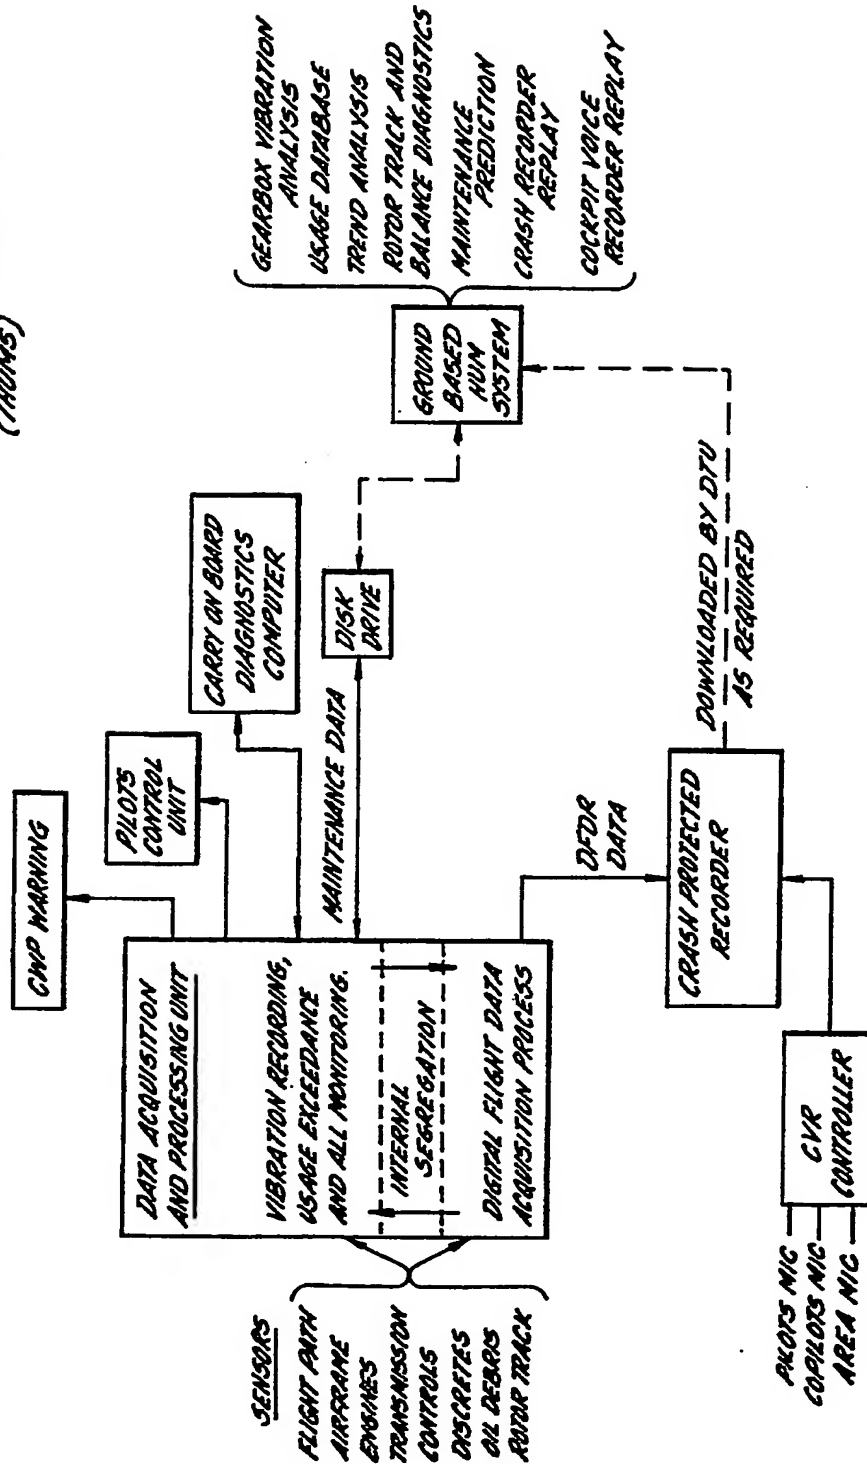 (THUMS)
CWP WARNING
PILOTS
CONTROL
UNIT
CARRY ON BOARD
DIAGNOSTICS
COMPUTER
DATA ACQUISITION
AND PROCESSING UNIT
VIBRATION RECORDING,
USAGE EXCEEDANCE
AND ALL MONITORING.
INTERNAL
SEGREGATION
DIGITAL FLIGHT DATA
ACQUISITION PROCESS
SENSORS
FLIGHT PATH
AIRFRAME
ENGINES
TRANSMISSION
CONTROLS
DISCRETES
OIL DEBRIS
ROTOR TRACK
MAINTENANCE DATA
DISK
DRIVE
GROUND
BASED
HUM
SYSTEM
GEARBOX VIBRATION
ANALYSIS
USAGE DATABASE
TREND ANALYSIS
ROTOR TRACK AND
BALANCE DIAGNOSTICS
MAINTENANCE
PREDICTION
CRASH RECORDER
REPLAY
COCKPIT VOICE
RECORDER REPLAY
DFDR
DATA
CRASH PROTECTED
RECORDER
DOWNLOADED BY DTU
AS REQUIRED
PILOTS MIC
COPILOTS MIC
AREA MIC
CVR
CONTROLLER